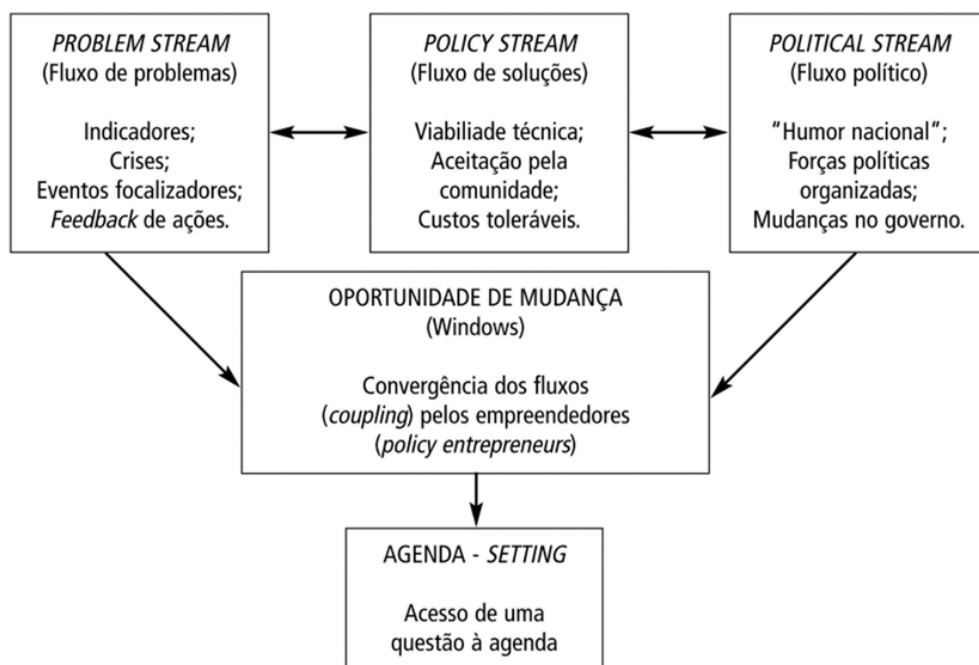 PROBLEM STREAM
(Fluxo de problemas)
Indicadores;
Crises;
Eventos focalizadores;
Feedback de ações.
POLICY STREAM
(Fluxo de soluções)
Viabiliade técnica;
Aceitação pela
comunidade;
Custos toleráveis.
POLITICAL STREAM
(Fluxo político)
"Humor nacional";
Forças políticas
organizadas;
Mudanças no governo.
OPORTUNIDADE DE MUDANÇA
(Windows)
Convergência dos fluxos
(coupling) pelos empreendedores
(policy entrepreneurs)
AGENDA - SETTING
Acesso de uma
questão à agenda